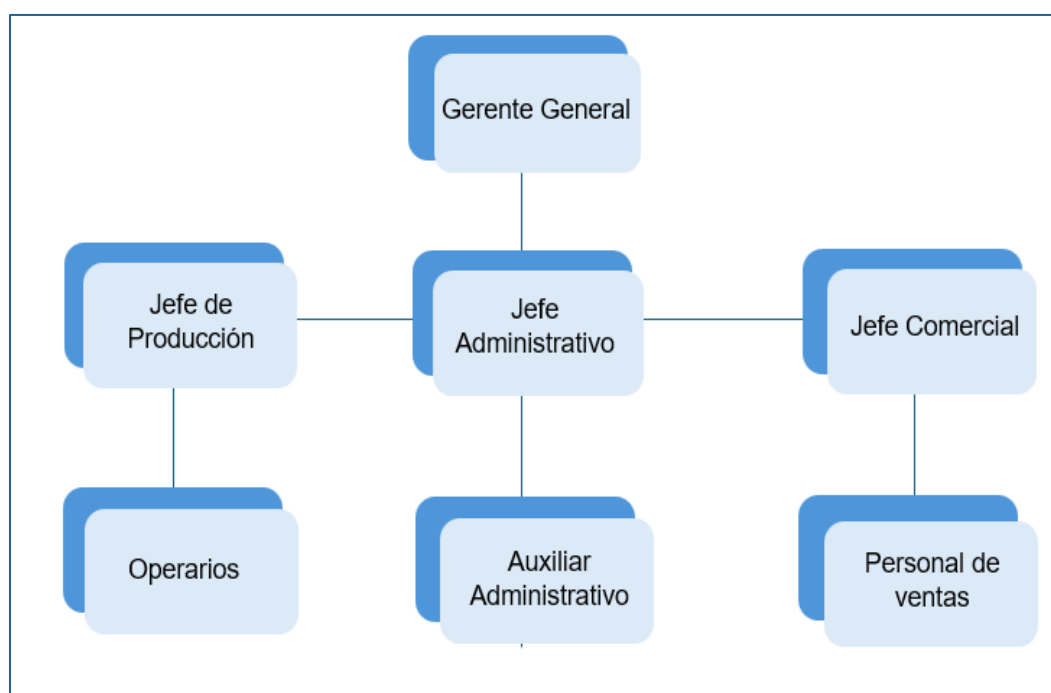 Gerente General
Jefe de
Producción
Jefe
Administrativo
Jefe Comercial
Operarios
Auxiliar
Administrativo
Personal de
ventas